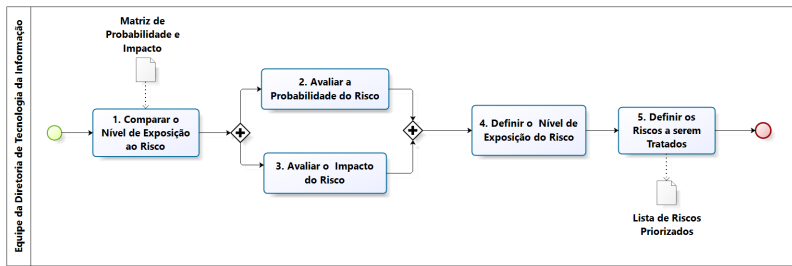 Equipe da Diretoria de Tecnologia da Informação
Matriz de
Probabilidade e
Impacto
1. Comparar o
Nível de Exposição
ao Risco
2. Avaliar a
Probabilidade do Risco
3. Avaliar o Impacto
do Risco
4. Definir o Nível de
Exposição do Risco
5. Definir os
Riscos a serem
Tratados
Lista de Riscos
Priorizados